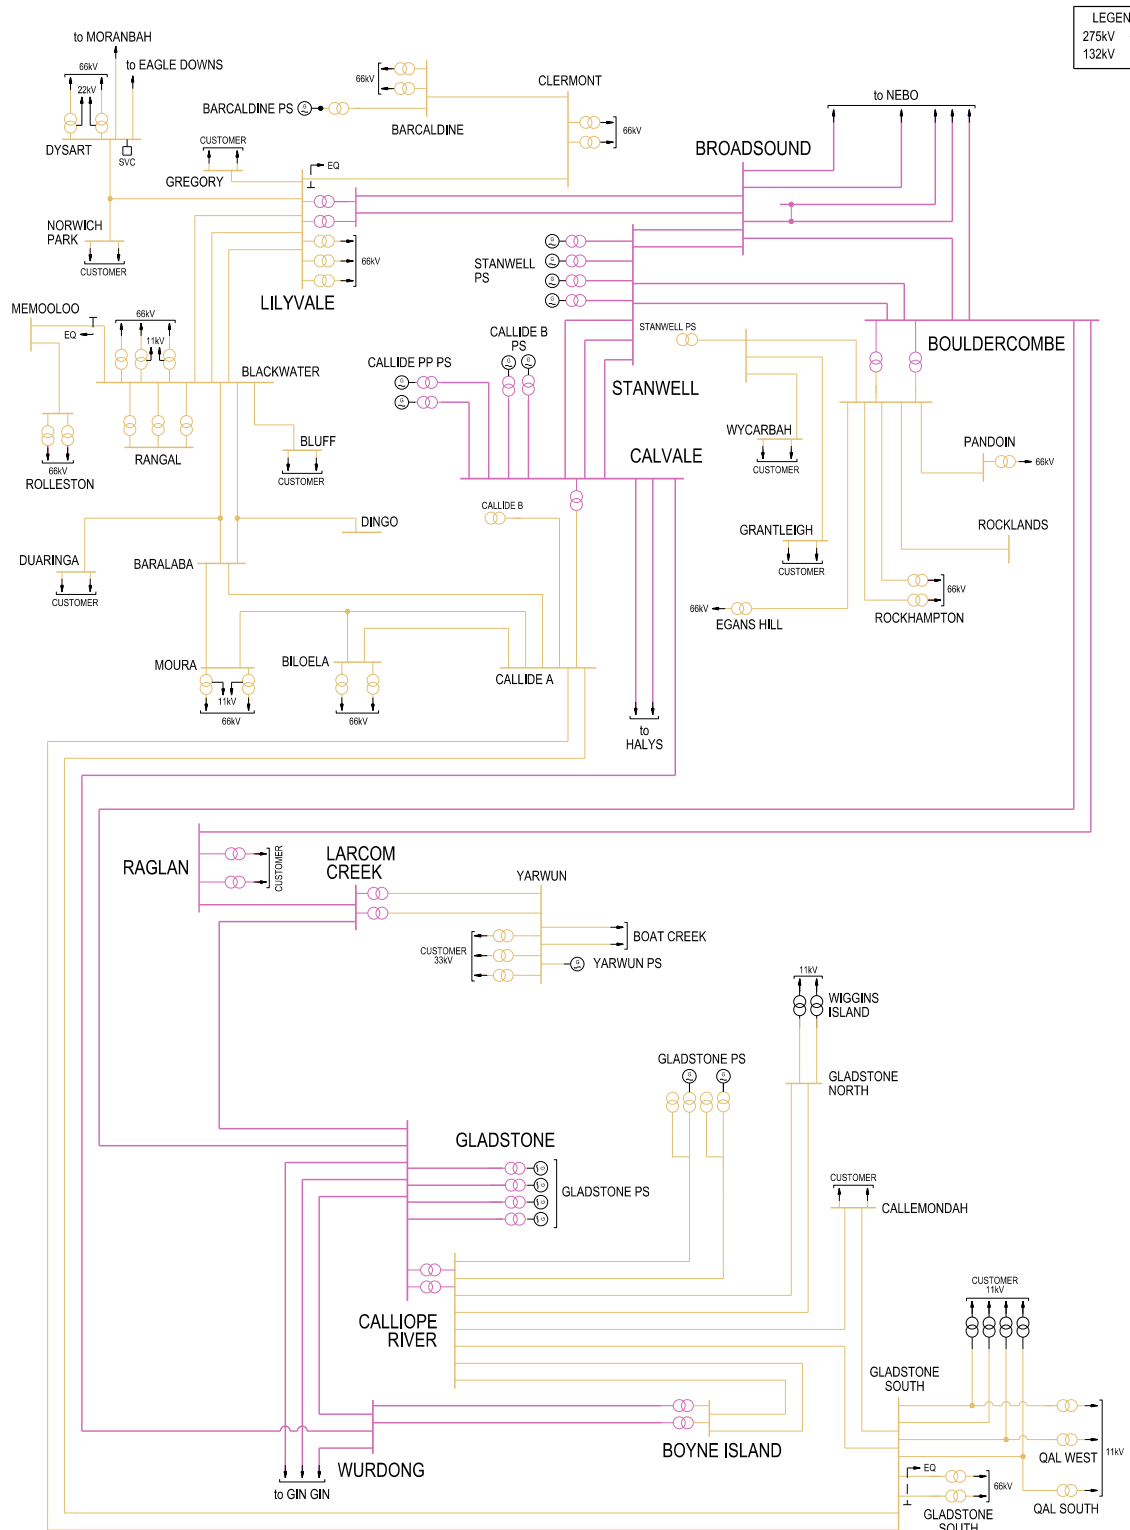 LEGEN
275kV
132kV
to MORANBAH
to EAGLE DOWNS
66kV
22kV
DYSART
SVC
NORWICH
PARK
CUSTOMER
CUSTOMER
GREGORY
BARCALDINE PS
G
66kV
BARCALDINE
CLERMONT
66kV
EQ
66kV
LILYVALE
to NEBO
BROADSOUND
STANWELL
PS
G
G
G
G
MEMOOLOO
EQ
66kV
11kV
BLACKWATER
RANGAL
66kV
ROLLESTON
BLUFF
CUSTOMER
DINGO
DUARINGA
CUSTOMER
BARALABA
CALLIDE B
PS
G
G
CALLIDE PP PS
G
G
STANWELL PS
STANWELL
BOULDERCOMBE
CALVALE
WYCARBAH
CUSTOMER
PANDOIN
66kV
CALLIDE B
GRANTLEIGH
CUSTOMER
ROCKLANDS
66kV
EGANS HILL
66kV
ROCKHAMPTON
MOURA
11kV
66kV
BILOELA
66kV
CALLIDE A
to
HALYS
RAGLAN
CUSTOMER
LARCOM
CREEK
YARWUN
CUSTOMER
33kV
BOAT CREEK
G
YARWUN PS
11kV
WIGGINS
ISLAND
GLADSTONE PS
G
G
GLADSTONE
NORTH
GLADSTONE
G
G
G
G
GLADSTONE PS
CUSTOMER
CALLEMONDAH
CALLIOPE
RIVER
CUSTOMER
11kV
GLADSTONE
SOUTH
WURDONG
to GIN GIN
BOYNE ISLAND
QAL WEST
11kV
EQ
66kV
QAL SOUTH
GLADSTONE
SOUTH